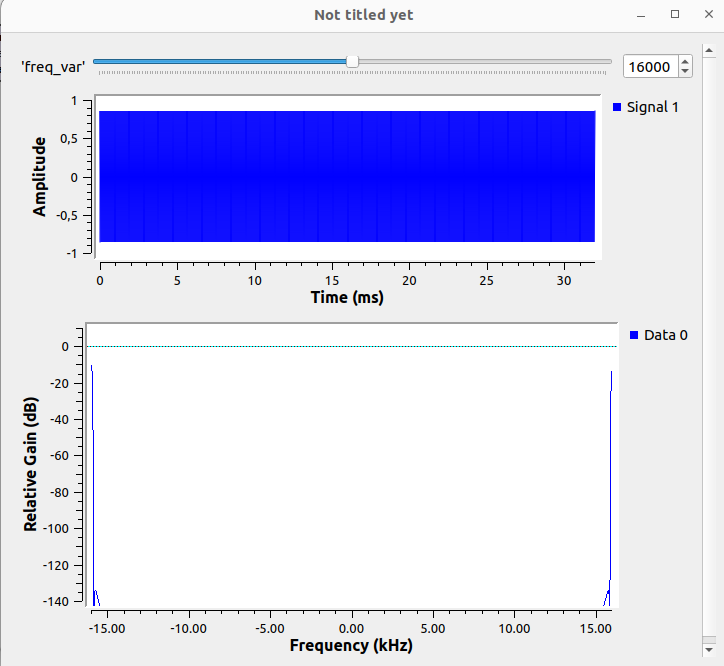 Not titled yet
'freq_var'
16000
1
0,5
0
-0,5
-1
Amplitude
Signal 1
0 5 10 15 20 25 30
Time (ms)
0
-20
-40
-60
-80
-100
-120
-140
Relative Gain (dB)
Data 0
-15.00 -10.00 -5.00 0.00 5.00 10.00 15.00
Frequency (kHz)